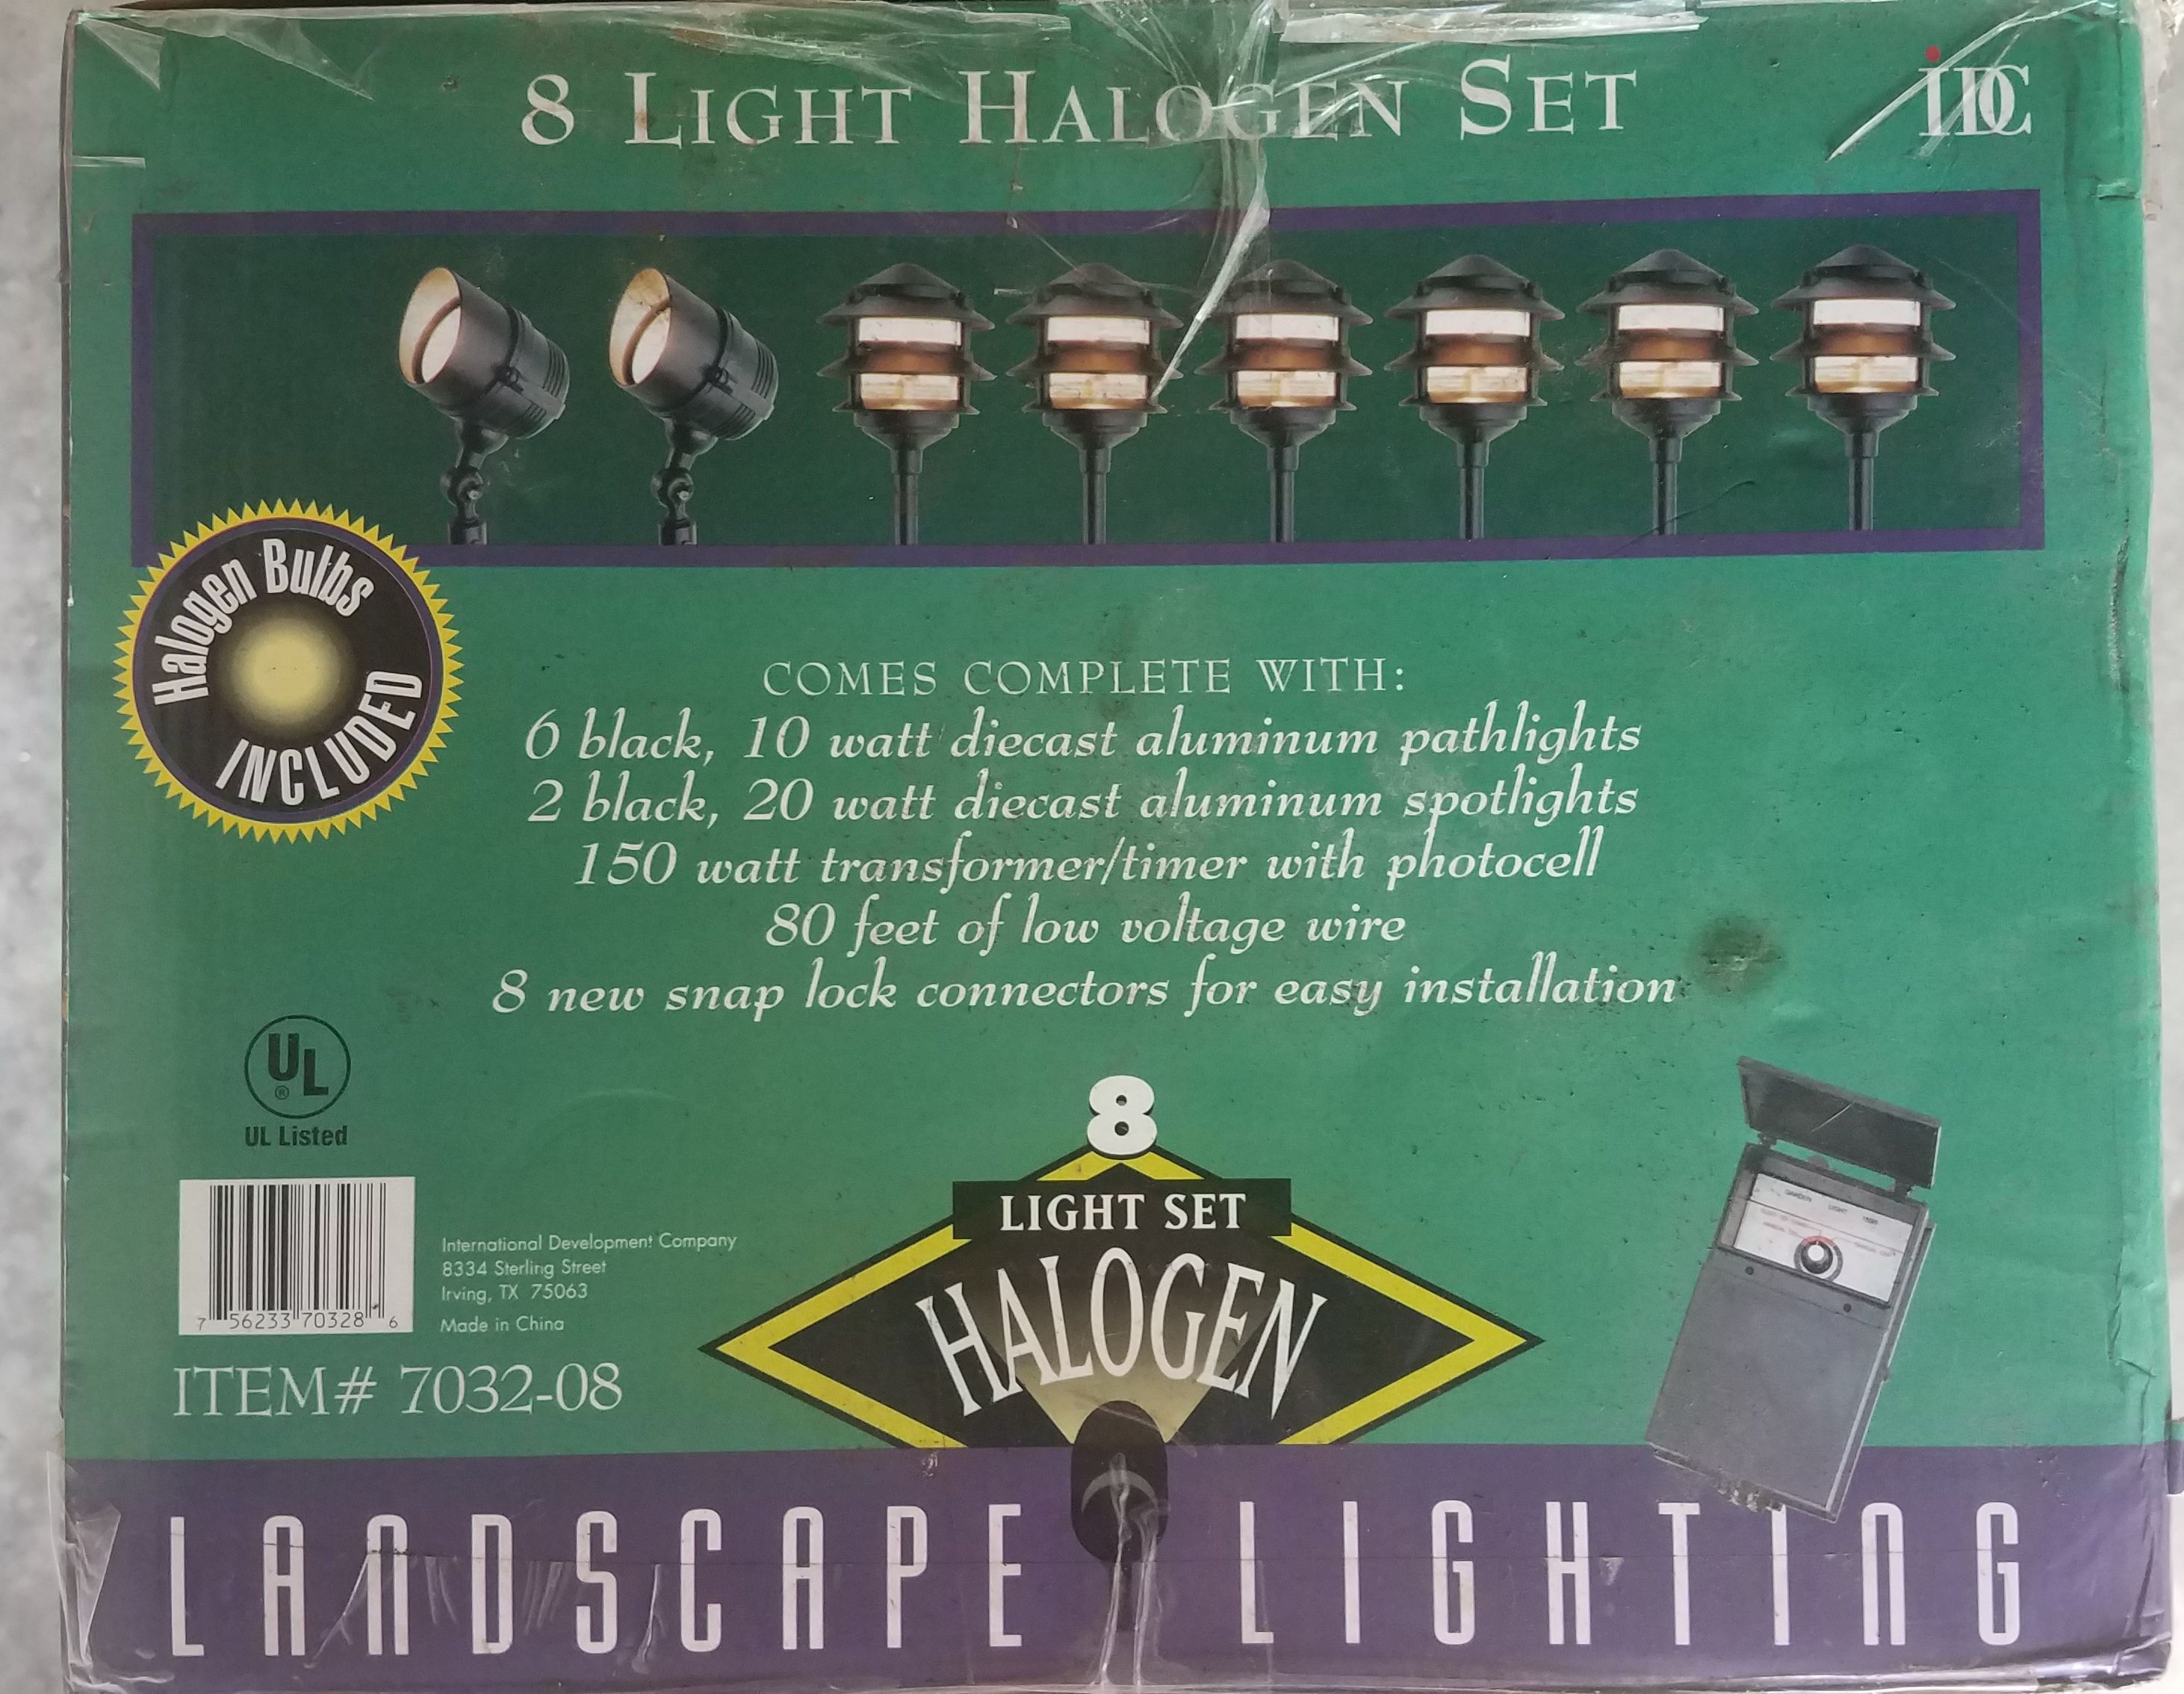 8 LIGHT HALOGEN SET
IDC
Halogen Bulbs
INCLUDED
COMES COMPLETE WITH:
6 black, 10 watt diecast aluminum pathlights
2 black, 20 watt diecast aluminum spotlights
150 watt transformer/timer with photocell
80 feet of low voltage wire
8 new snap lock connectors for easy installation
UL
®
UL Listed
7 56233 70328 6
International Development Company
8334 Sterling Street
Irving, TX 75063
Made in China
ITEM# 7032-08
8
LIGHT SET
HALOGEN
GARDEN LIGHT
LANDSCAPE LIGHTING